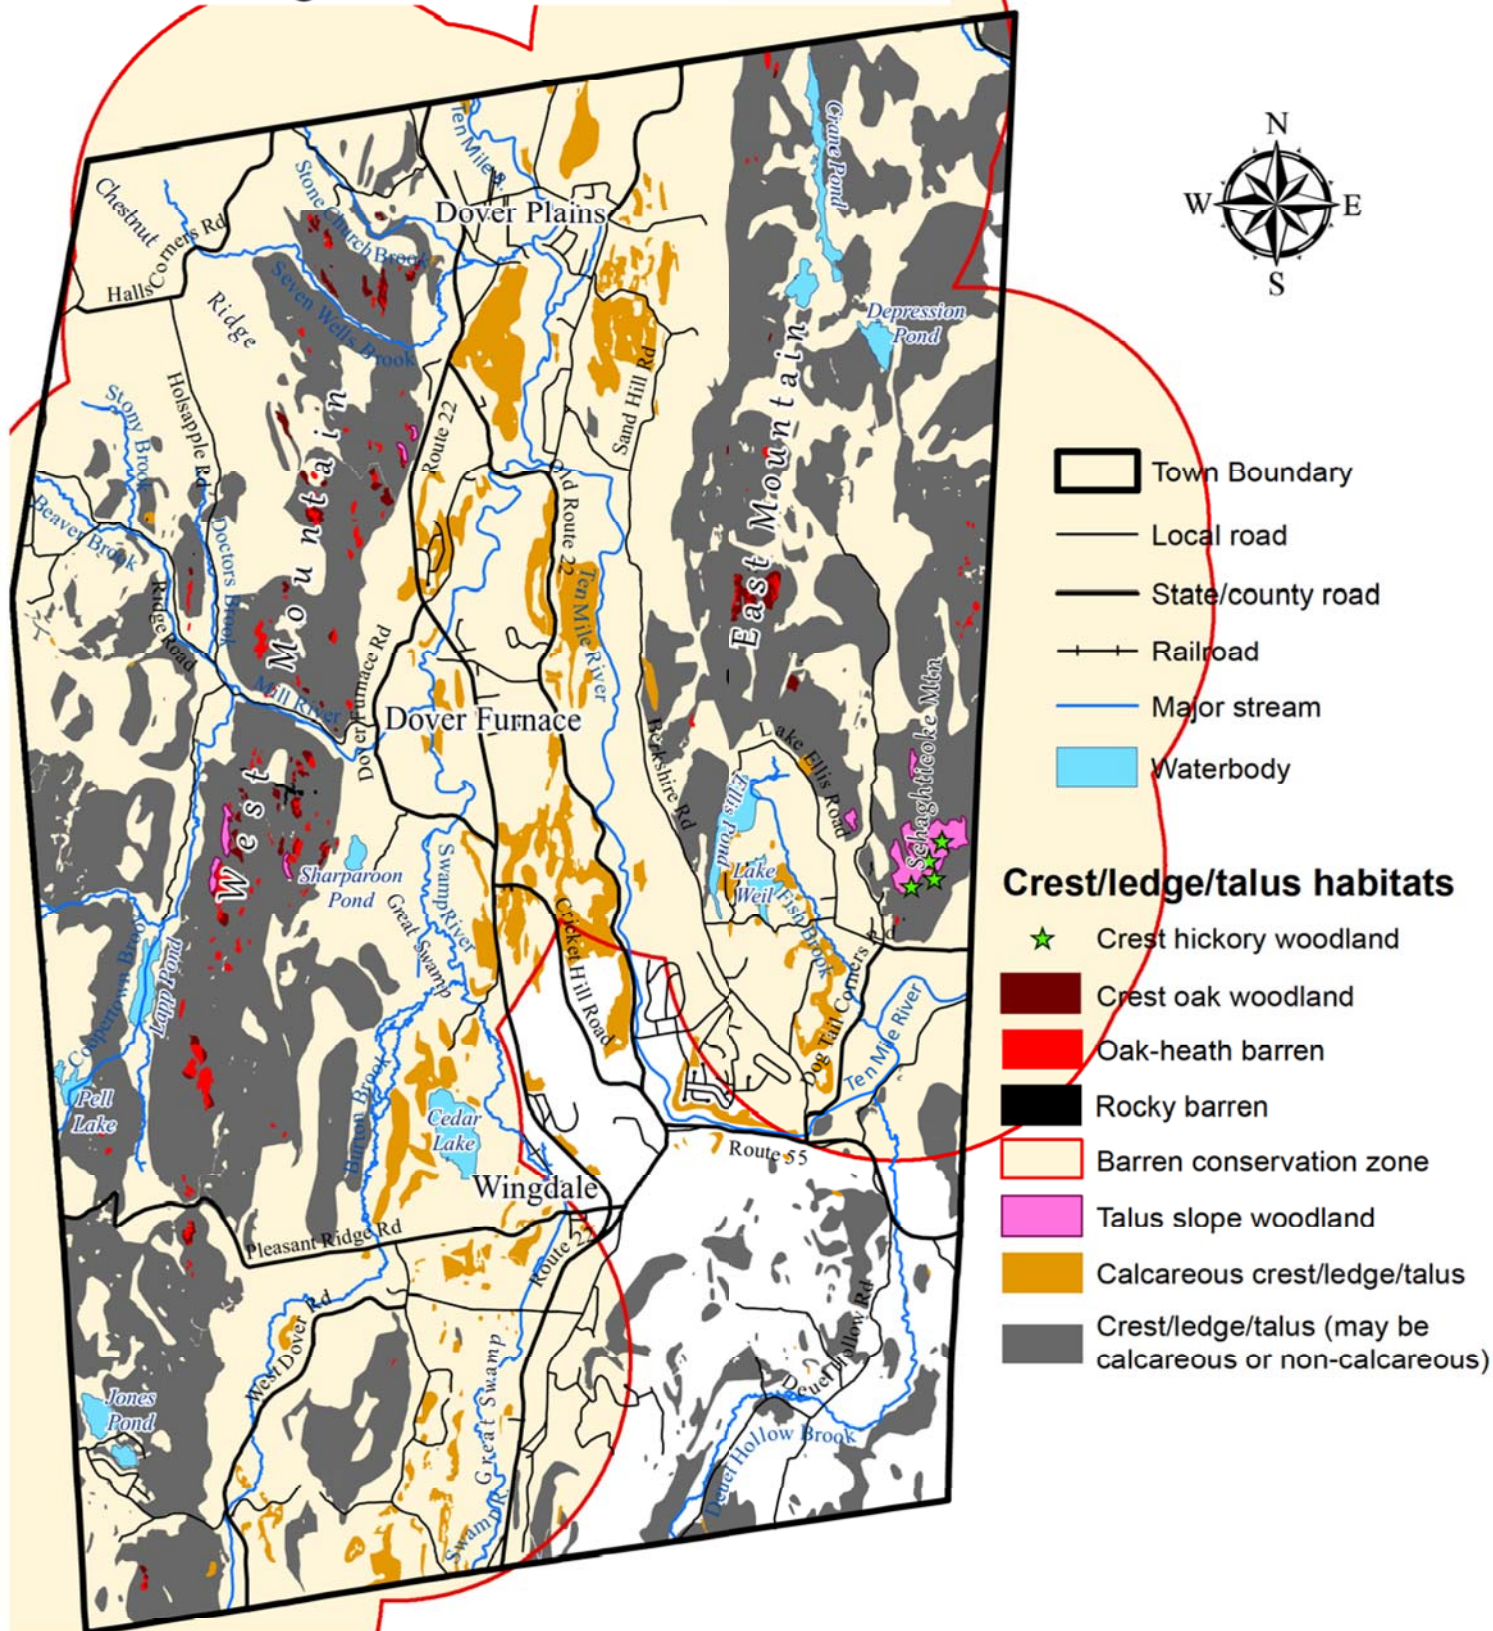 N
W E
S
Ten Mile R.
Crane Pond
Chestnut
Ridge
Stone Church Brook
Dover Plains
Halls Corners Rd
Seven Wells Brook
Depression
Pond
Holsapple Rd
Stony Brook
Route 22
Sand Hill Rd
East Mountain
West Mountain
Old Route 22
Beaver Brook
Doctors Brook
Ridge Road
Ten Mile River
Mill River
Dover Furnace Rd
Dover Furnace
Berkshire Rd
Lake Ellis Road
Schaghticoke Mtn
Ellis Pond
Lake
Weil
Fish Brook
Sharparoon
Pond
Swamp River
Great Swamp
Cricket Hill Road
Dog Tail Corners Rd
Ten Mile River
Coopertown Brook
Lapp Pond
Pell
Lake
Burton Brook
Cedar
Lake
Route 55
Wingdale
Pleasant Ridge Rd
Route 22
West Dover Rd
Great Swamp
Deuel Hollow Rd
Jones
Pond
Deuel Hollow Brook
Swamp R.
Town Boundary
Local road
State/county road
Railroad
Major stream
Waterbody
Crest/ledge/talus habitats
Crest hickory woodland
Crest oak woodland
Oak-heath barren
Rocky barren
Barren conservation zone
Talus slope woodland
Calcareous crest/ledge/talus
Crest/ledge/talus (may be
calcareous or non-calcareous)